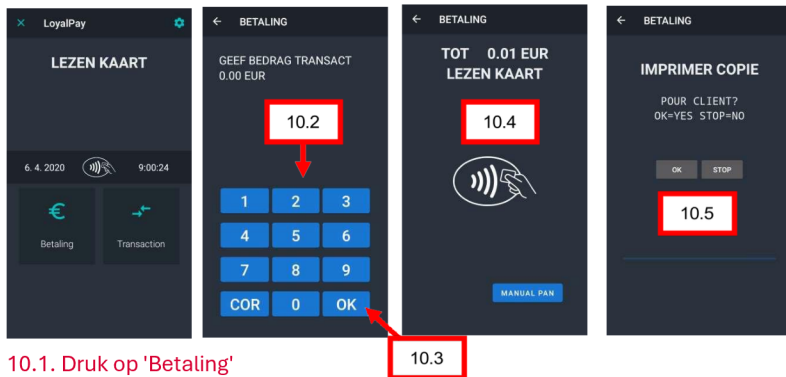 LoyalPay
LEZEN KAART
6. 4. 2020 9:00:24
€
Betaling Transaction
BETALING
GEEF BEDRAG TRANSACT
0.00 EUR
10.2
1 2 3
4 5 6
7 8 9
COR 0 OK
10.3
BETALING
TOT 0.01 EUR
LEZEN KAART
10.4
MANUAL PAN
BETALING
IMPRIMER COPIE
POUR CLIENT?
OK=YES STOP=NO
OK STOP
10.5
10.1. Druk op 'Betaling'